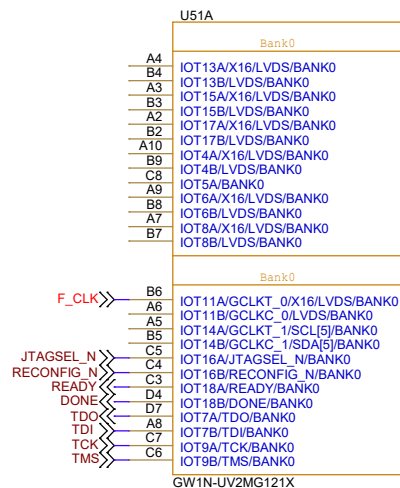 U51A
Bank0
A4 IOT13A/X16/LVDS/BANK0
B4 IOT13B/LVDS/BANK0
A3 IOT15A/X16/LVDS/BANK0
B3 IOT15B/LVDS/BANK0
A2 IOT17A/X16/LVDS/BANK0
B2 IOT17B/LVDS/BANK0
A10 IOT4A/X16/LVDS/BANK0
B9 IOT4B/LVDS/BANK0
C8 IOT5A/BANK0
A9 IOT6A/X16/LVDS/BANK0
B8 IOT6B/LVDS/BANK0
A7 IOT8A/X16/LVDS/BANK0
B7 IOT8B/LVDS/BANK0
Bank0
F_CLK B6 IOT11A/GCLKT_0/X16/LVDS/BANK0
A6 IOT11B/GCLKC_0/LVDS/BANK0
A5 IOT14A/GCLKT_1/SCL[5]/BANK0
B5 IOT14B/GCLKC_1/SDA[5]/BANK0
JTAGSEL_N C5 IOT16A/JTAGSEL_N/BANK0
RECONFIG_N C4 IOT16B/RECONFIG_N/BANK0
READY C3 IOT18A/READY/BANK0
DONE D4 IOT18B/DONE/BANK0
TDO D7 IOT7A/TDO/BANK0
TDI A8 IOT7B/TDI/BANK0
TCK C7 IOT9A/TCK/BANK0
TMS C6 IOT9B/TMS/BANK0
GW1N-UV2MG121X